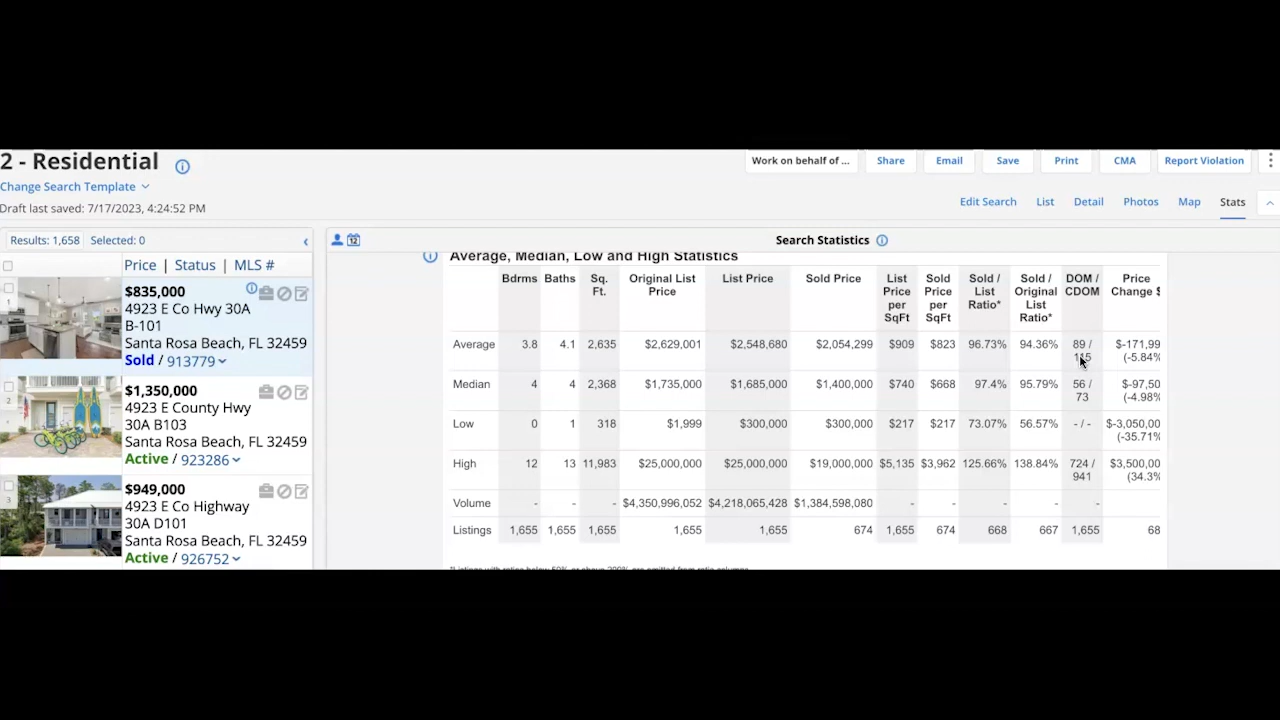 2 - Residential
Work on behalf of ... Share Email Save Print CMA Report Violation
Change Search Template
Draft last saved: 7/17/2023, 4:24:52 PM
Edit Search List Detail Photos Map Stats
Results: 1,658 Selected: 0
Price | Status | MLS #
1
$835,000
4923 E Co Hwy 30A
B-101
Santa Rosa Beach, FL 32459
Sold / 913779
2
$1,350,000
4923 E County Hwy
30A B103
Santa Rosa Beach, FL 32459
Active / 923286
3
$949,000
4923 E Co Highway
30A D101
Santa Rosa Beach, FL 32459
Active / 926752
12
Search Statistics
Average, Median, Low and High Statistics
Bdrms Baths Sq. Ft. Original List Price List Price Sold Price List Price per SqFt Sold Price per SqFt Sold / List Ratio* Sold / Original List Ratio* DOM / CDOM Price Change $
Average 3.8 4.1 2,635 $2,629,001 $2,548,680 $2,054,299 $909 $823 96.73% 94.36% 89 / 115 $-171,99 (-5.84%
Median 4 4 2,368 $1,735,000 $1,685,000 $1,400,000 $740 $668 97.4% 95.79% 56 / 73 $-97,50 (-4.98%
Low 0 1 318 $1,999 $300,000 $300,000 $217 $217 73.07% 56.57% - / - $-3,050,00 (-35.71%
High 12 13 11,983 $25,000,000 $25,000,000 $19,000,000 $5,135 $3,962 125.66% 138.84% 724 / 941 $3,500,00 (34.3%
Volume - - - $4,350,996,052 $4,218,065,428 $1,384,598,080 - - - - -
Listings 1,655 1,655 1,655 1,655 1,655 674 1,655 674 668 667 1,655 68